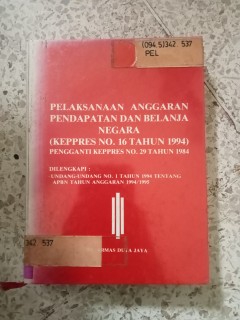 (094.5)342. 537
PEL
PELAKSANAAN ANGGARAN
PENDAPATAN DAN BELANJA
NEGARA
(KEPPRES NO. 16 TAHUN 1994)
PENGGANTI KEPPRES NO. 29 TAHUN 1984
DILENGKAPI :
UNDANG-UNDANG NO. 1 TAHUN 1994 TENTANG
APBN TAHUN ANGGARAN 1994/1995
DUTA JAYA
342. 537